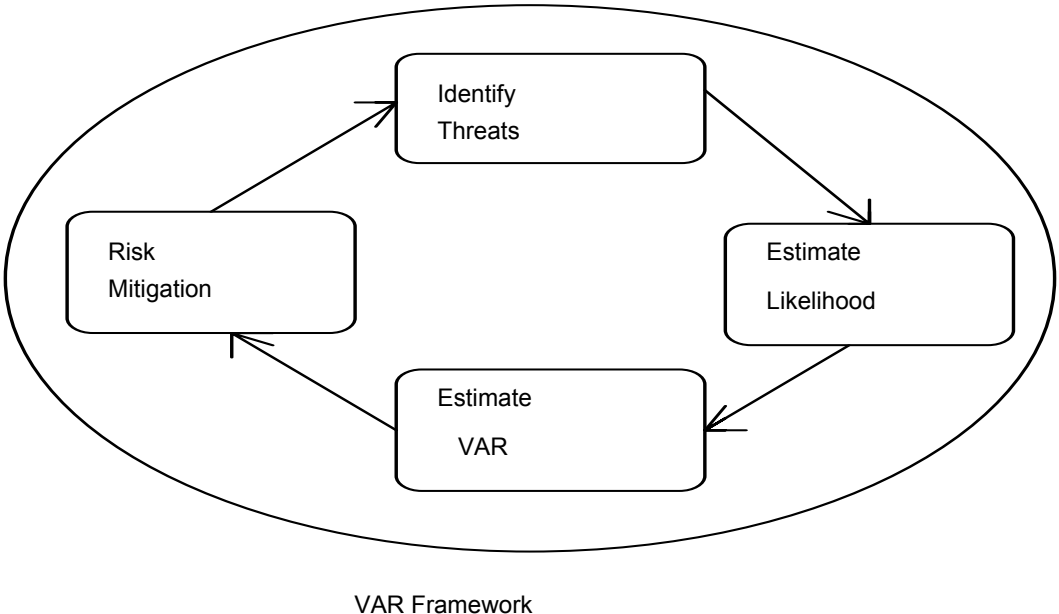 Identify
Threats
Risk
Mitigation
Estimate
Likelihood
Estimate
VAR
VAR Framework